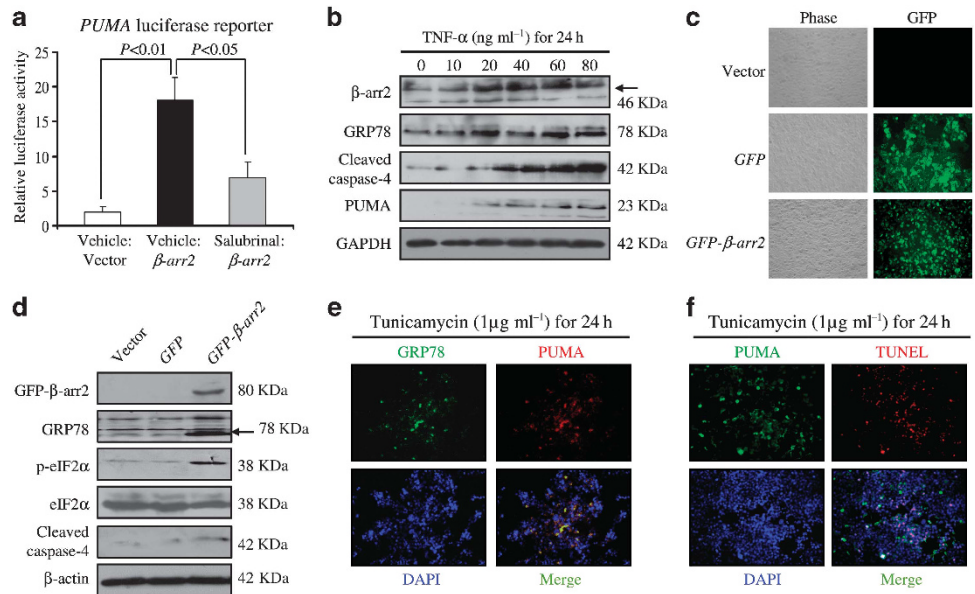 a
PUMA luciferase reporter
P<0.01 P<0.05
Relative luciferase activity
25
20
15
10
5
0
Vehicle: Vector
Vehicle: β-arr2
Salubrinal: β-arr2
b
TNF-α (ng ml⁻¹) for 24 h
0 10 20 40 60 80
β-arr2
46 KDa
GRP78 78 KDa
Cleaved caspase-4 42 KDa
PUMA 23 KDa
GAPDH 42 KDa
c
Phase GFP
Vector
GFP
GFP-β-arr2
d
Vector GFP GFP-β-arr2
GFP-β-arr2 80 KDa
GRP78 78 KDa
p-eIF2α 38 KDa
eIF2α 38 KDa
Cleaved caspase-4 42 KDa
β-actin 42 KDa
e
Tunicamycin (1μg ml⁻¹) for 24 h
GRP78 PUMA
DAPI Merge
f
Tunicamycin (1μg ml⁻¹) for 24 h
PUMA TUNEL
DAPI Merge